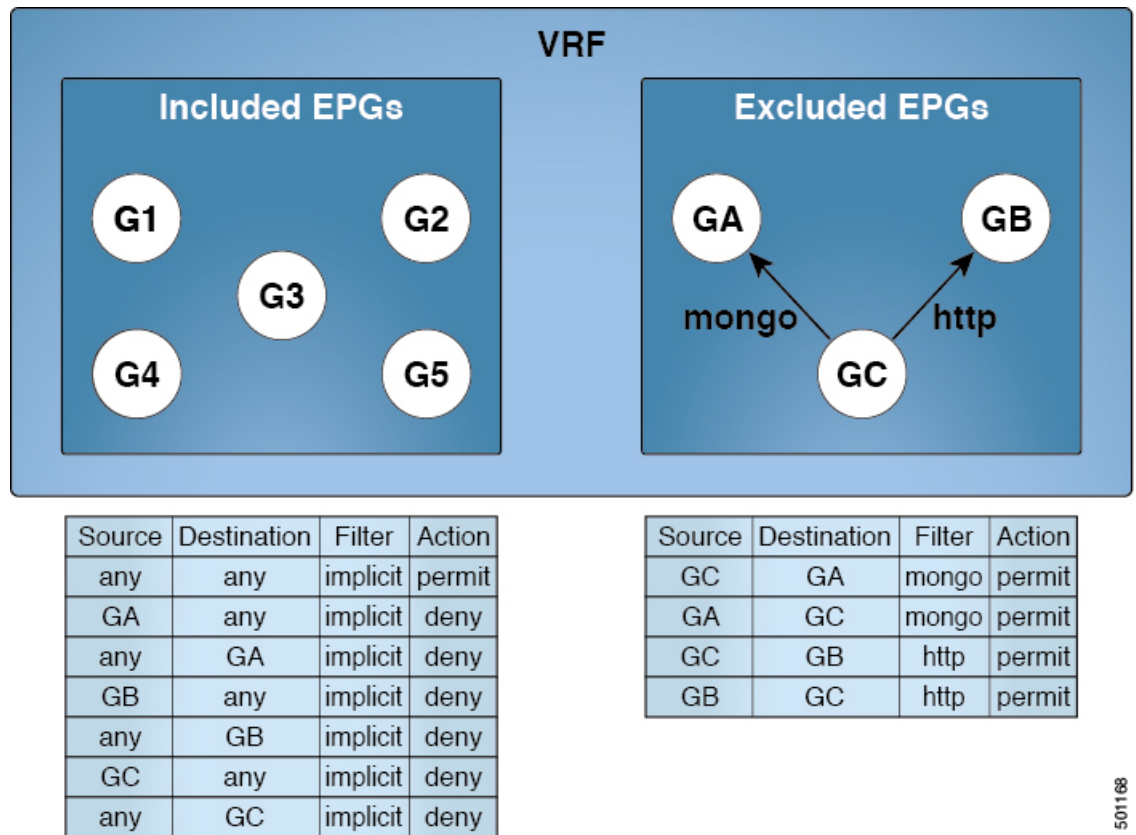 VRF
Included EPGs
G1
G2
G3
G4
G5
Excluded EPGs
GA
GB
mongo
http
GC
Source Destination Filter Action
any any implicit permit
GA any implicit deny
any GA implicit deny
GB any implicit deny
any GB implicit deny
GC any implicit deny
any GC implicit deny
Source Destination Filter Action
GC GA mongo permit
GA GC mongo permit
GC GB http permit
GB GC http permit
501168